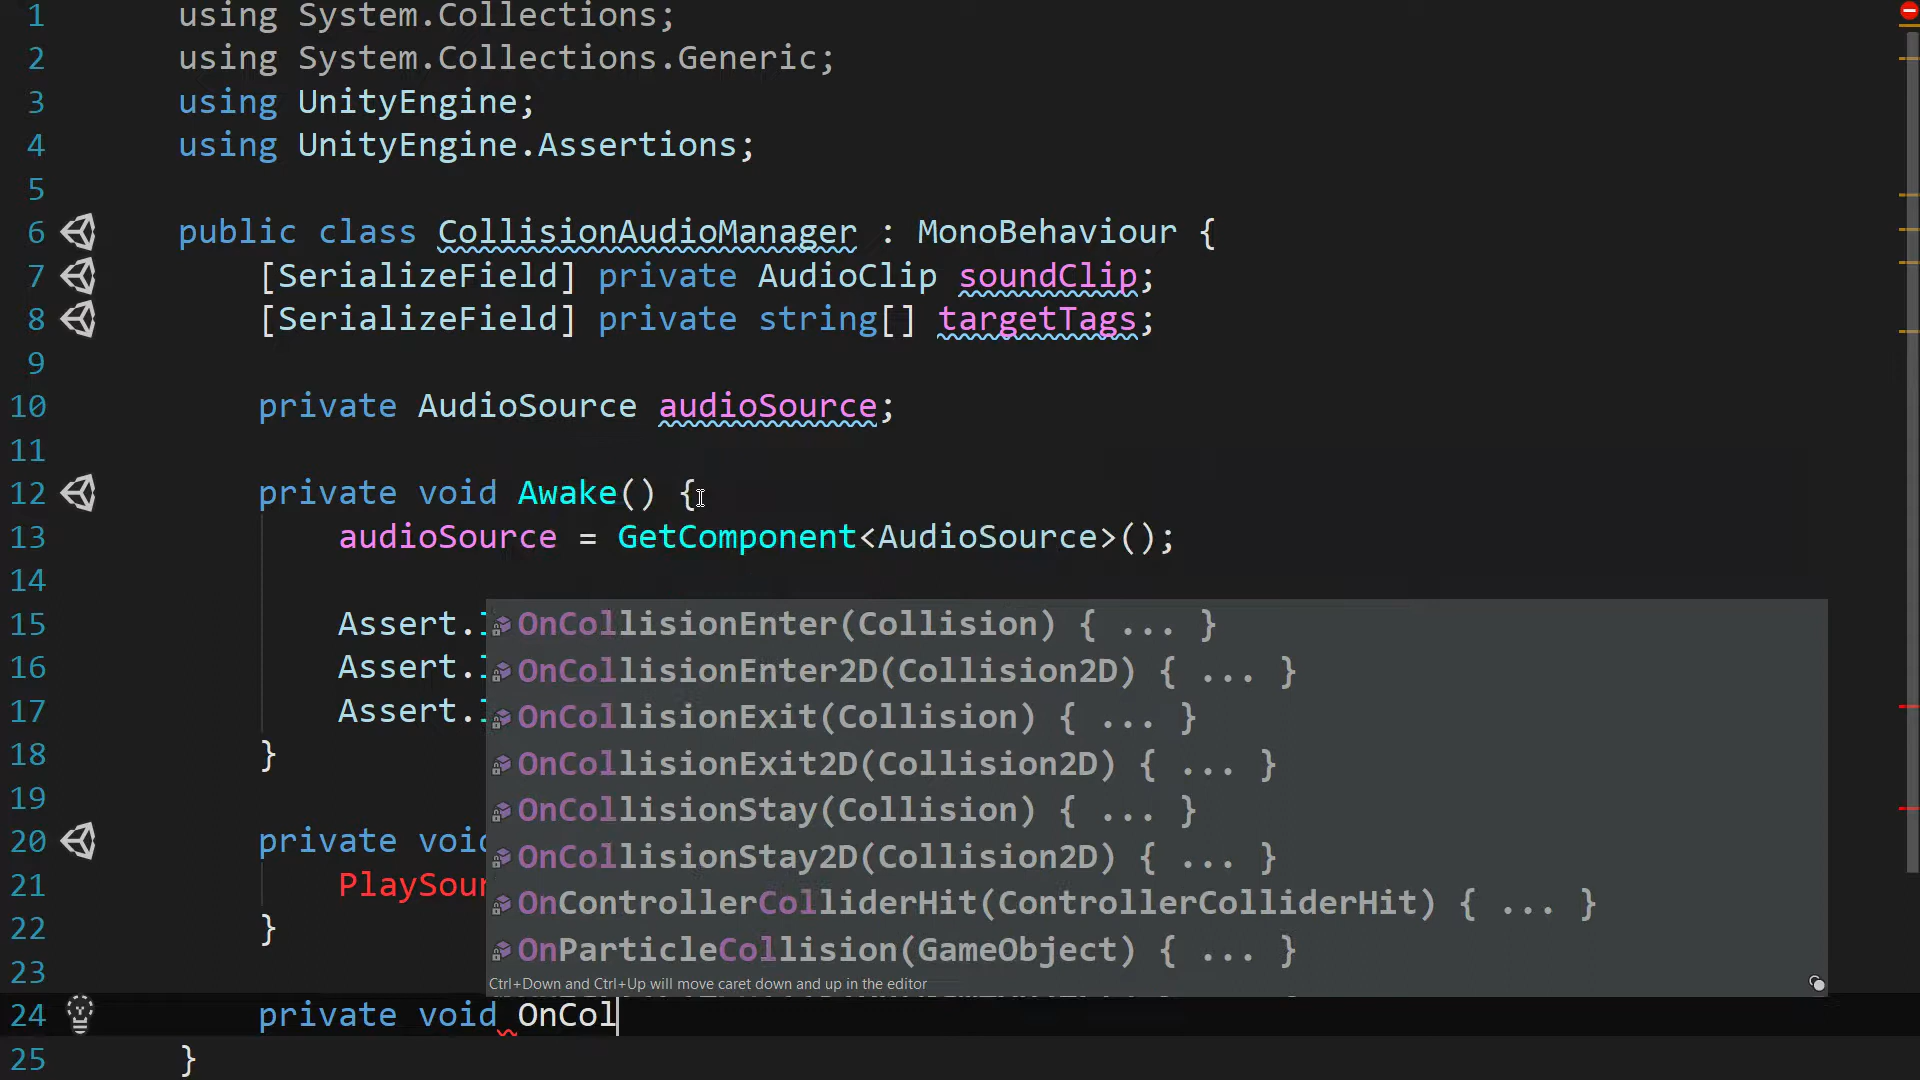 1 using System.Collections;
2 using System.Collections.Generic;
3 using UnityEngine;
4 using UnityEngine.Assertions;
5
6 public class CollisionAudioManager : MonoBehaviour {
7 [SerializeField] private AudioClip soundClip;
8 [SerializeField] private string[] targetTags;
9
10 private AudioSource audioSource;
11
12 private void Awake() {
13 audioSource = GetComponent<AudioSource>();
14
15 Assert.
16 Assert.
17 Assert.
18 }
19
20 private void
21 PlaySour
22 }
23
24 private void OnCol
25 }
OnCollisionEnter(Collision) { ... }
OnCollisionEnter2D(Collision2D) { ... }
OnCollisionExit(Collision) { ... }
OnCollisionExit2D(Collision2D) { ... }
OnCollisionStay(Collision) { ... }
OnCollisionStay2D(Collision2D) { ... }
OnControllerColliderHit(ControllerColliderHit) { ... }
OnParticleCollision(GameObject) { ... }
Ctrl+Down and Ctrl+Up will move caret down and up in the editor